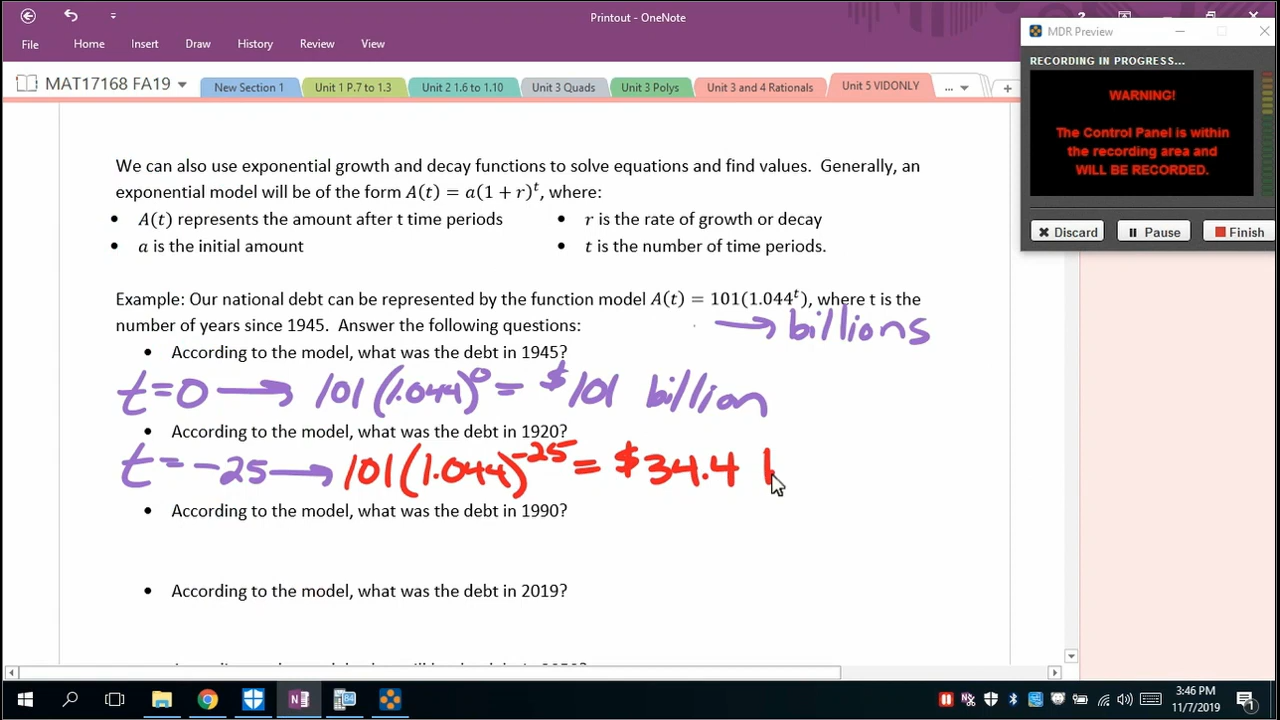 Printout - OneNote
?
File Home Insert Draw History Review View
MDR Preview
RECORDING IN PROGRESS...
WARNING!
The Control Panel is within
the recording area and
WILL BE RECORDED.
Discard Pause Finish
MAT17168 FA19
New Section 1 Unit 1 P.7 to 1.3 Unit 2 1.6 to 1.10 Unit 3 Quads Unit 3 Polys Unit 3 and 4 Rationals Unit 5 VIDONLY ... +
We can also use exponential growth and decay functions to solve equations and find values. Generally, an
exponential model will be of the form A(t) = a(1 + r)^t, where:
• A(t) represents the amount after t time periods
• r is the rate of growth or decay
• a is the initial amount
• t is the number of time periods.
Example: Our national debt can be represented by the function model A(t) = 101(1.044^t), where t is the
number of years since 1945. Answer the following questions:
→ billions
• According to the model, what was the debt in 1945?
t=0 → 101(1.044)^0 = $101 billion
• According to the model, what was the debt in 1920?
t=-25 → 101(1.044)^-25 = $34.4
• According to the model, what was the debt in 1990?
• According to the model, what was the debt in 2019?
3:46 PM
11/7/2019
1